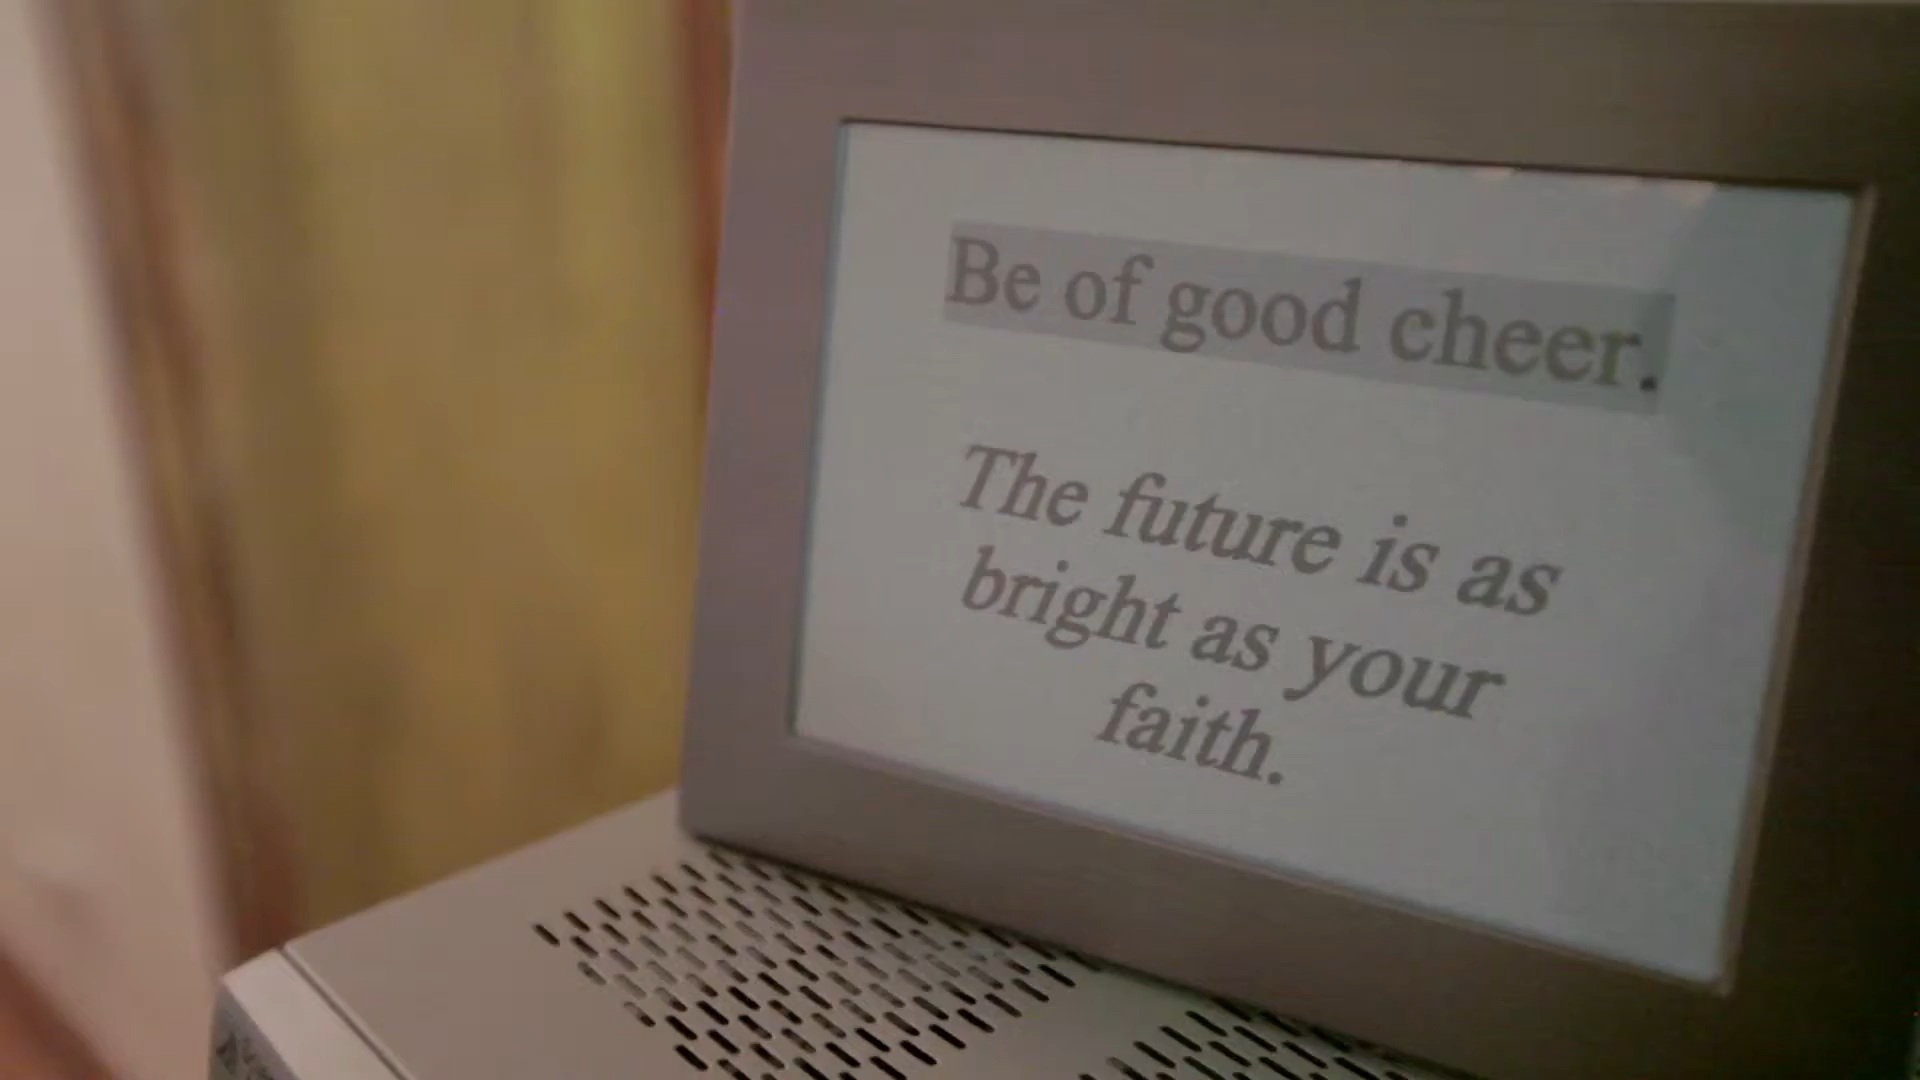 Be of good cheer.
The future is as
bright as your
faith.